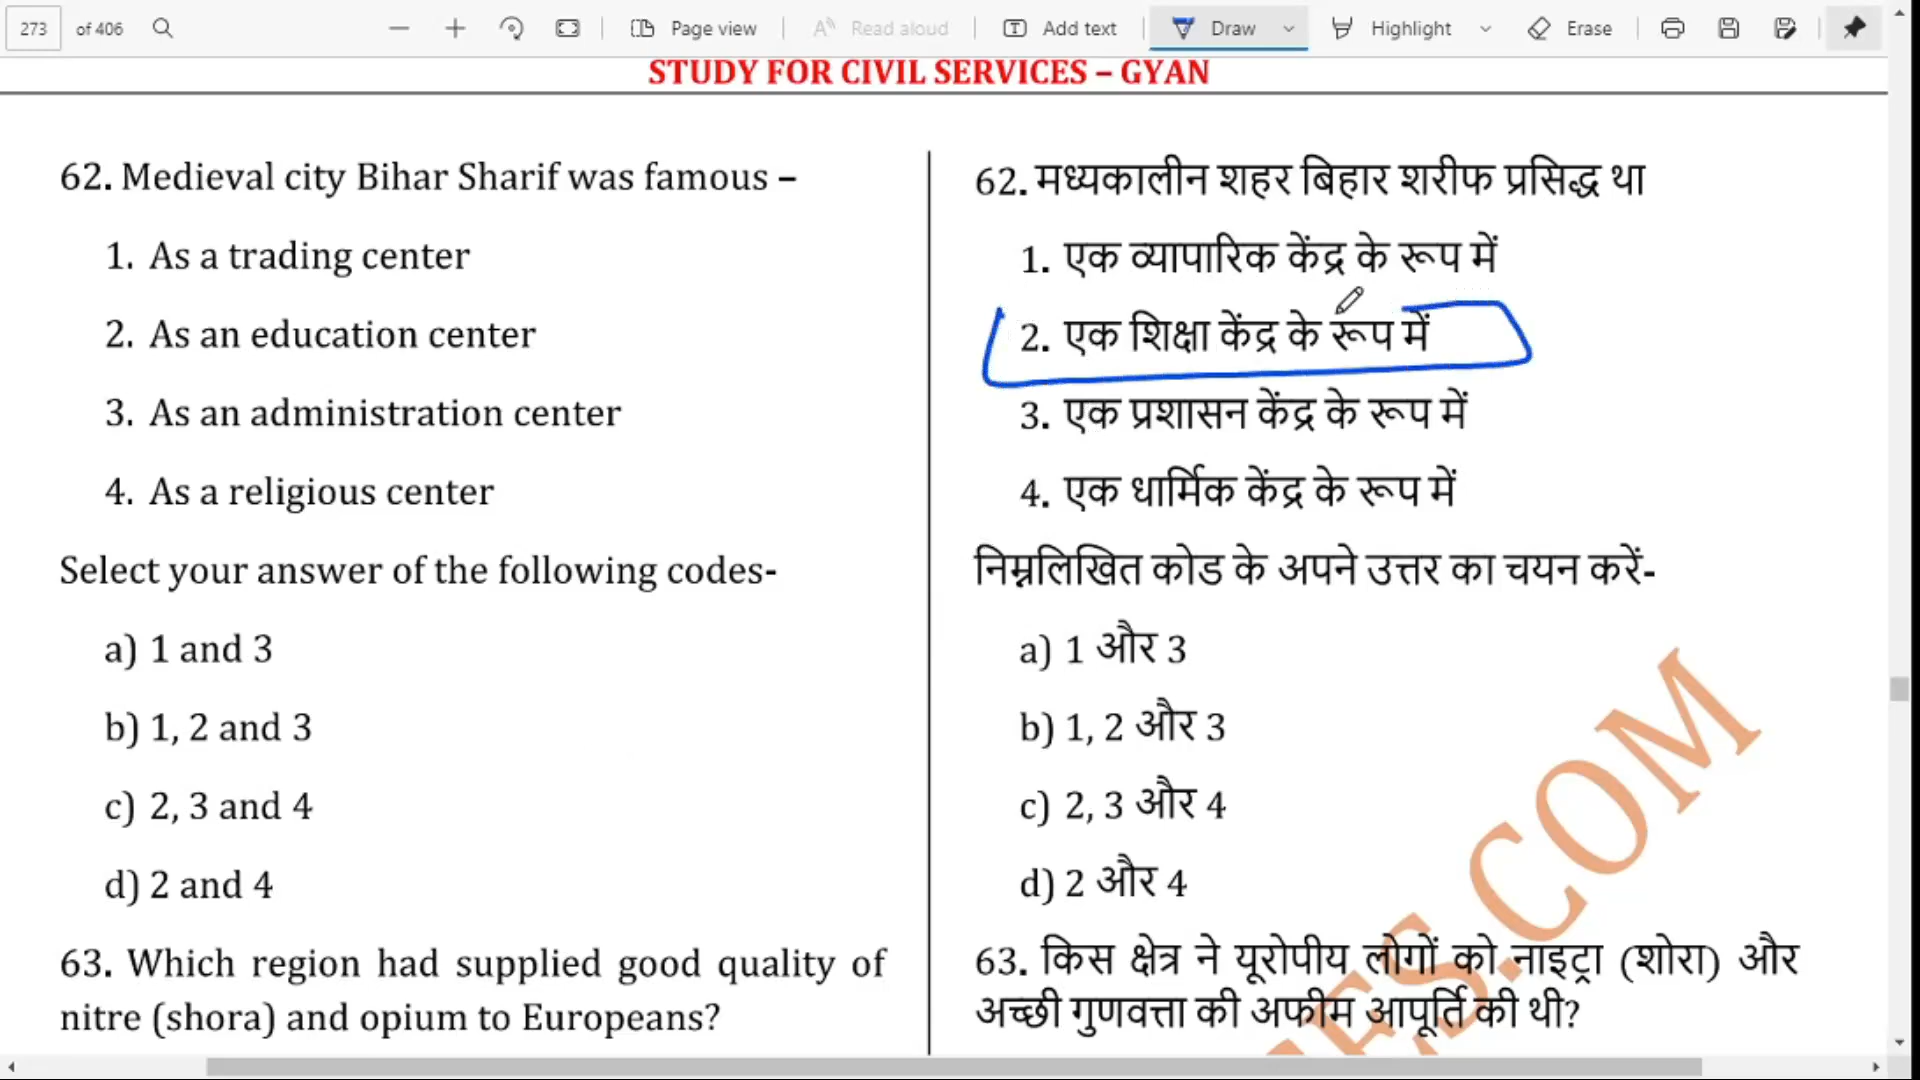 273 of 406 Page view Read aloud Add text Draw Highlight Erase
STUDY FOR CIVIL SERVICES – GYAN
62. Medieval city Bihar Sharif was famous –
1. As a trading center
2. As an education center
3. As an administration center
4. As a religious center
Select your answer of the following codes-
a) 1 and 3
b) 1, 2 and 3
c) 2, 3 and 4
d) 2 and 4
63. Which region had supplied good quality of
nitre (shora) and opium to Europeans?
62. मध्यकालीन शहर बिहार शरीफ प्रसिद्ध था
1. एक व्यापारिक केंद्र के रूप में
2. एक शिक्षा केंद्र के रूप में
3. एक प्रशासन केंद्र के रूप में
4. एक धार्मिक केंद्र के रूप में
निम्नलिखित कोड के अपने उत्तर का चयन करें-
a) 1 और 3
b) 1, 2 और 3
c) 2, 3 और 4
d) 2 और 4
63. किस क्षेत्र ने यूरोपीय लोगों को नाइट्रा (शोरा) और
अच्छी गुणवत्ता की अफीम आपूर्ति की थी?
ES.COM